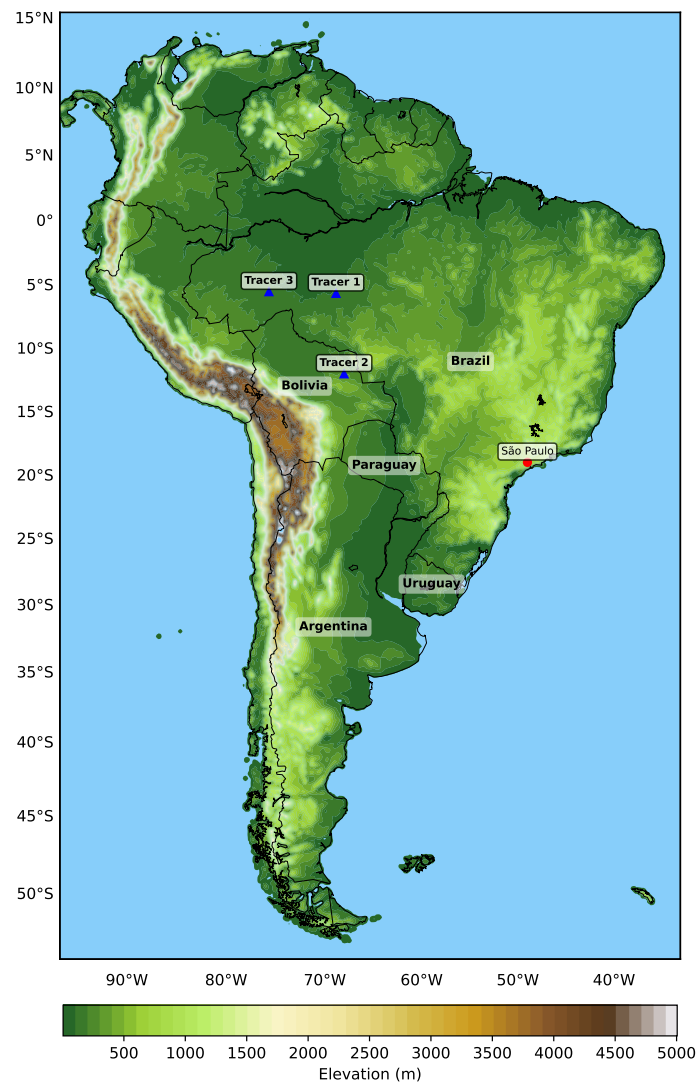 15°N
10°N
5°N
0°
5°S
10°S
15°S
20°S
25°S
30°S
35°S
40°S
45°S
50°S
Tracer 3
Tracer 1
Tracer 2
Brazil
Bolivia
São Paulo
Paraguay
Uruguay
Argentina
90°W 80°W 70°W 60°W 50°W 40°W
500 1000 1500 2000 2500 3000 3500 4000 4500 5000
Elevation (m)